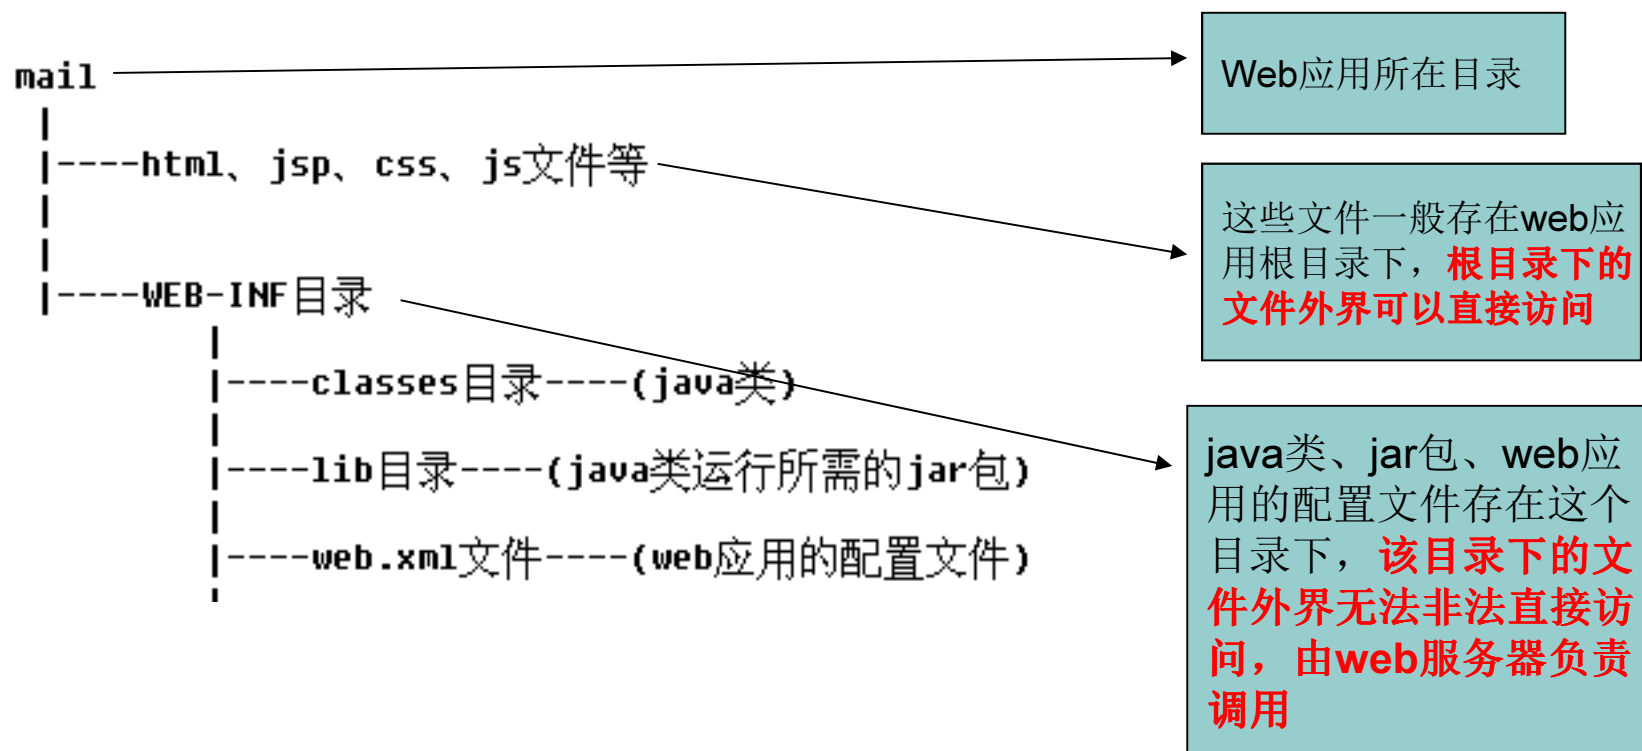 mail
|----html、jsp、css、js文件等
|----WEB-INF目录
|----classes目录----(java类)
|----lib目录----(java类运行所需的jar包)
|----web.xml文件----(web应用的配置文件)
Web应用所在目录
这些文件一般存在web应
用根目录下，根目录下的
文件外界可以直接访问
java类、jar包、web应
用的配置文件存在这个
目录下，该目录下的文
件外界无法非法直接访
问，由web服务器负责
调用